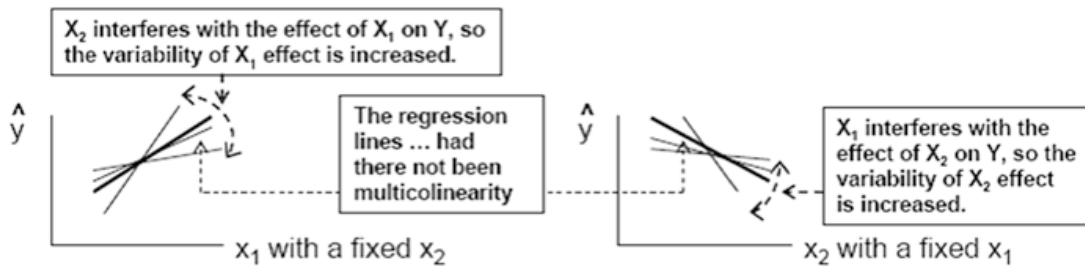 X₂ interferes with the effect of X₁ on Y, so
the variability of X₁ effect is increased.
ŷ
The regression
lines ... had
there not been
multicolinearity
x₁ with a fixed x₂
ŷ
X₁ interferes with the
effect of X₂ on Y, so the
variability of X₂ effect
is increased.
x₂ with a fixed x₁